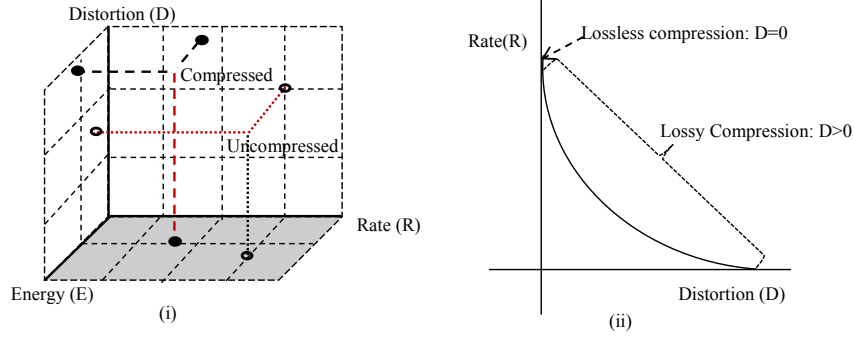 Distortion (D)
Compressed
Uncompressed
Rate (R)
Energy (E)
(i)
Rate(R)
Lossless compression: D=0
Lossy Compression: D>0
Distortion (D)
(ii)